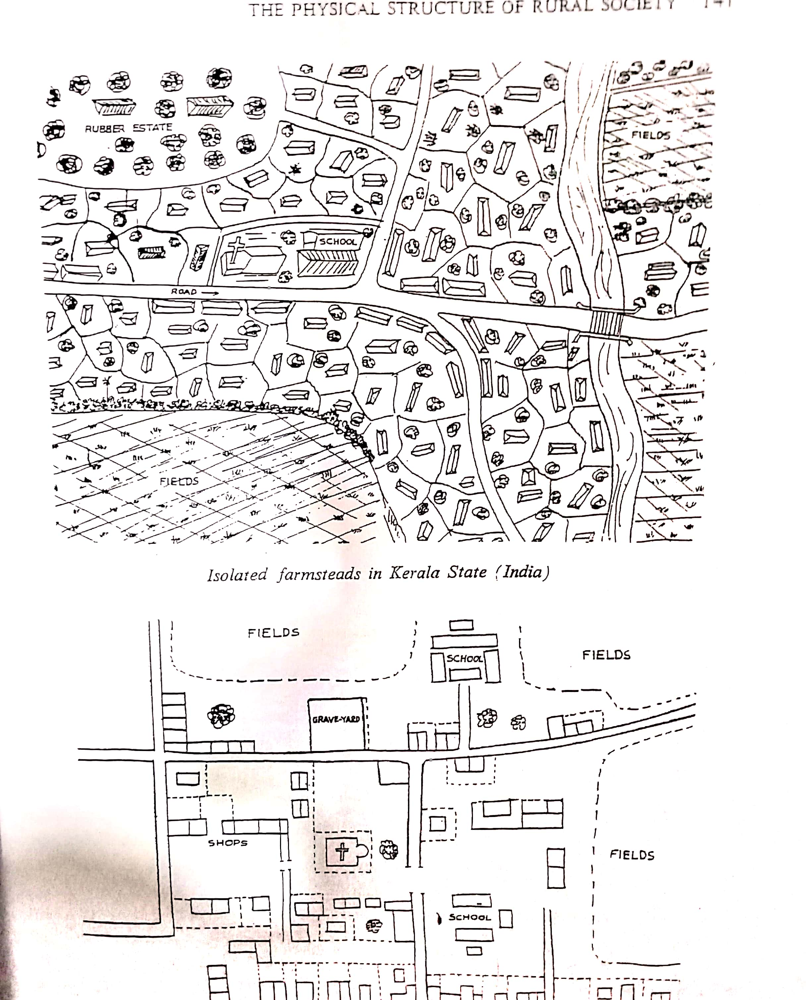 THE PHYSICAL STRUCTURE OF RURAL SOCIETY 141
RUBBER ESTATE
FIELDS
SCHOOL
ROAD →
FIELDS
Isolated farmsteads in Kerala State (India)
FIELDS
SCHOOL
FIELDS
GRAVE-YARD
SHOPS
FIELDS
SCHOOL